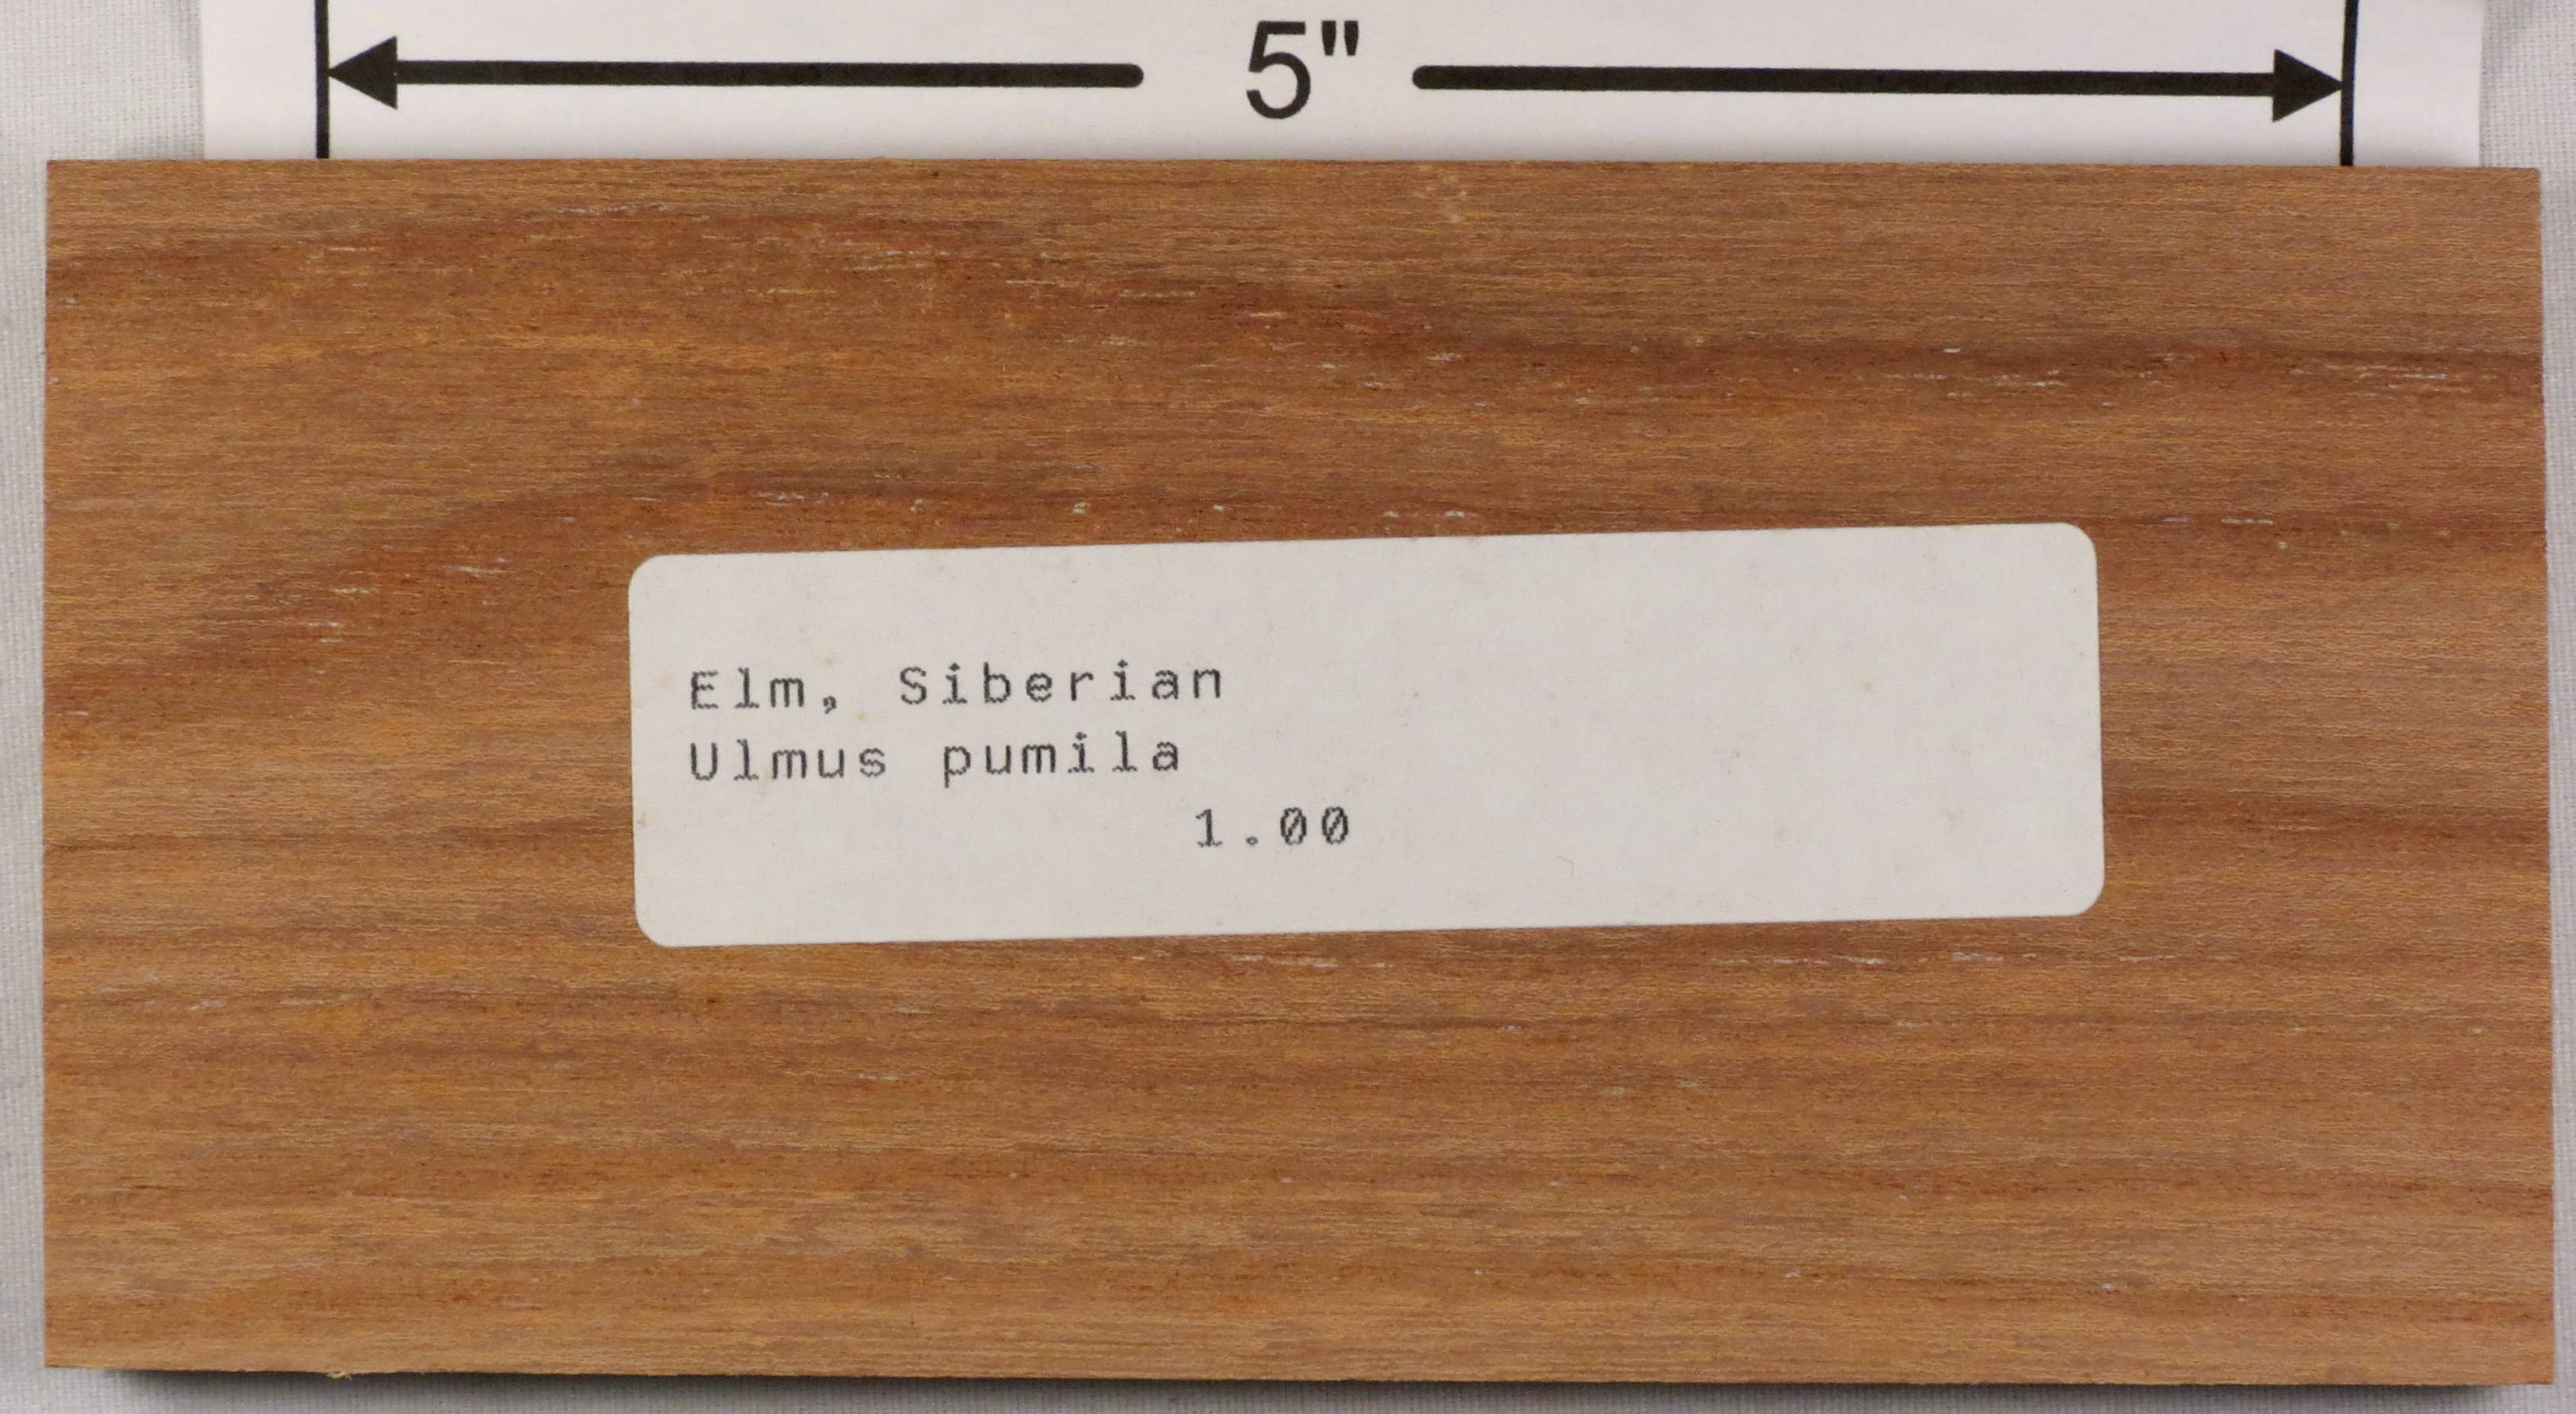 5"
Elm, Siberian
Ulmus pumila
1.00